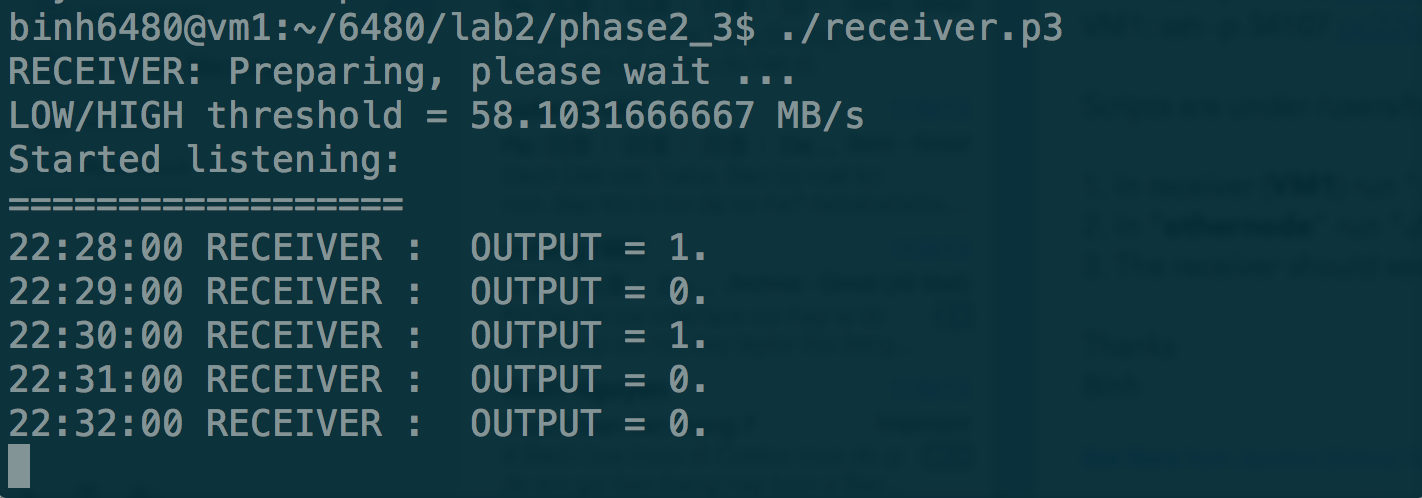 binh6480@vm1:~/6480/lab2/phase2_3$ ./receiver.p3
RECEIVER: Preparing, please wait ...
LOW/HIGH threshold = 58.1031666667 MB/s
Started listening:
==================
22:28:00 RECEIVER :  OUTPUT = 1.
22:29:00 RECEIVER :  OUTPUT = 0.
22:30:00 RECEIVER :  OUTPUT = 1.
22:31:00 RECEIVER :  OUTPUT = 0.
22:32:00 RECEIVER :  OUTPUT = 0.